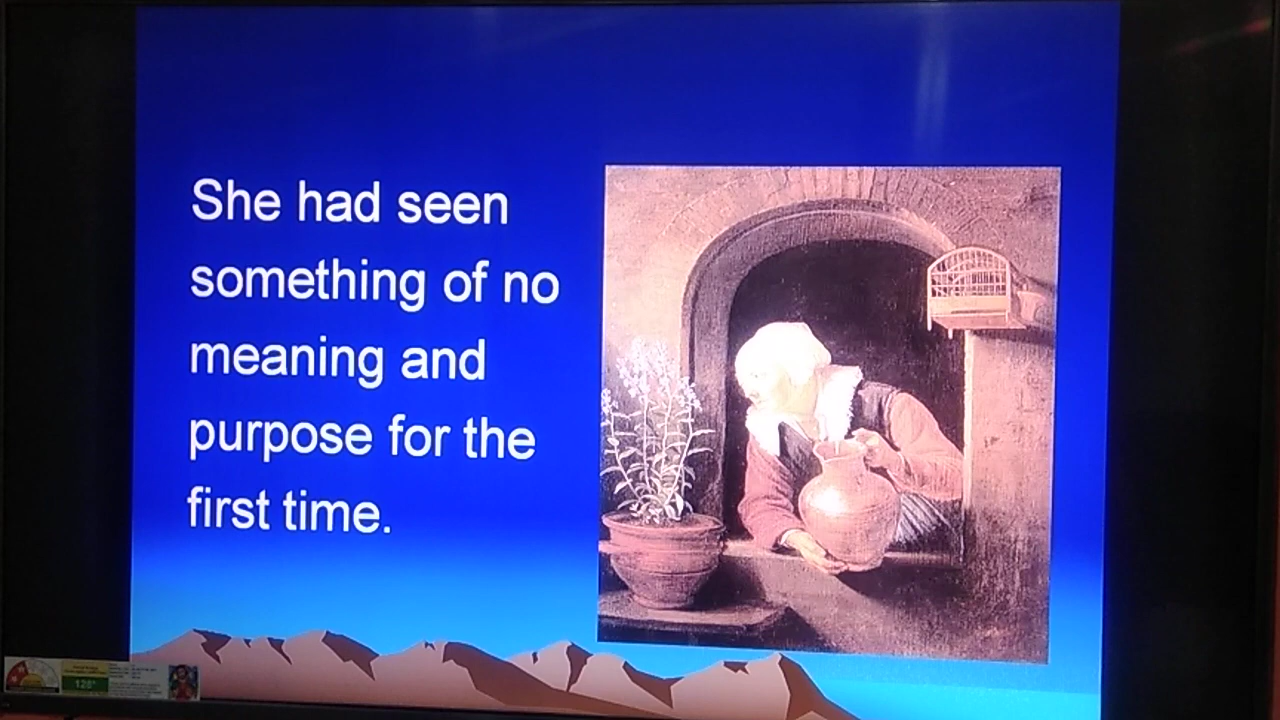 She had seen
something of no
meaning and
purpose for the
first time.